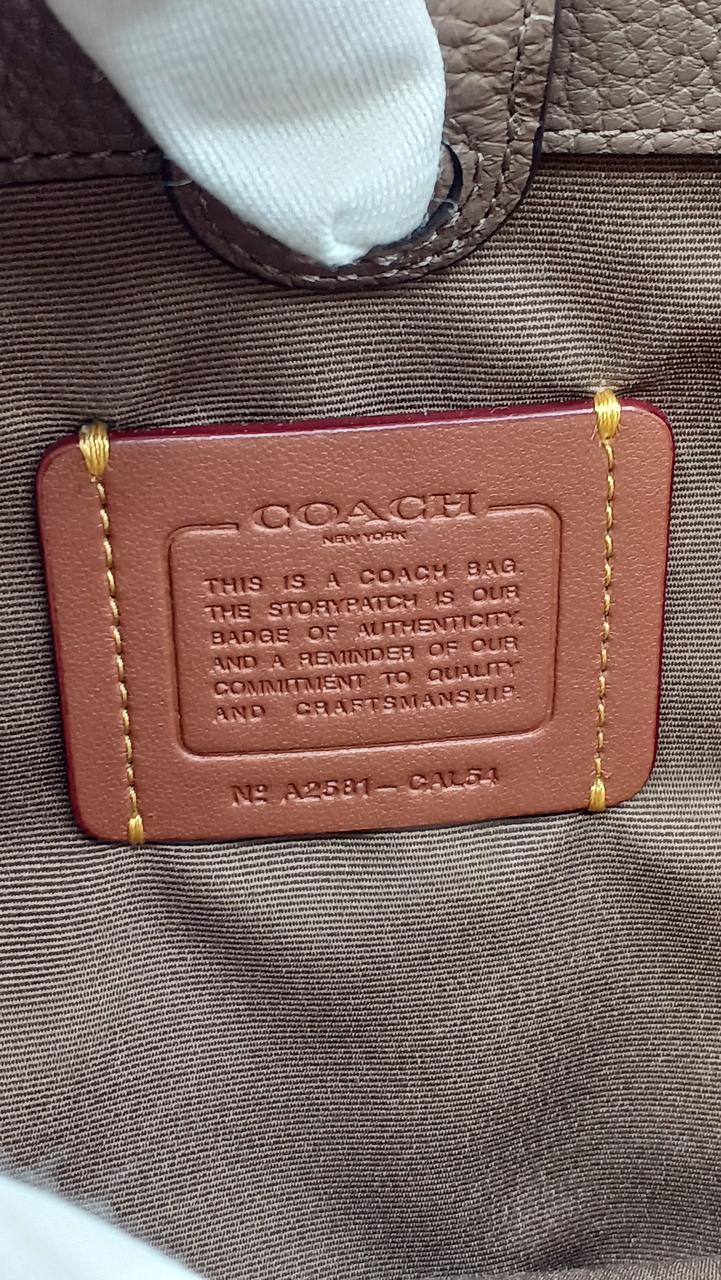 COACH
NEW YORK
THIS IS A COACH BAG.
THE STORYPATCH IS OUR
BADGE OF AUTHENTICITY,
AND A REMINDER OF OUR
COMMITMENT TO QUALITY
AND CRAFTSMANSHIP.
Nº A2581-CAL54